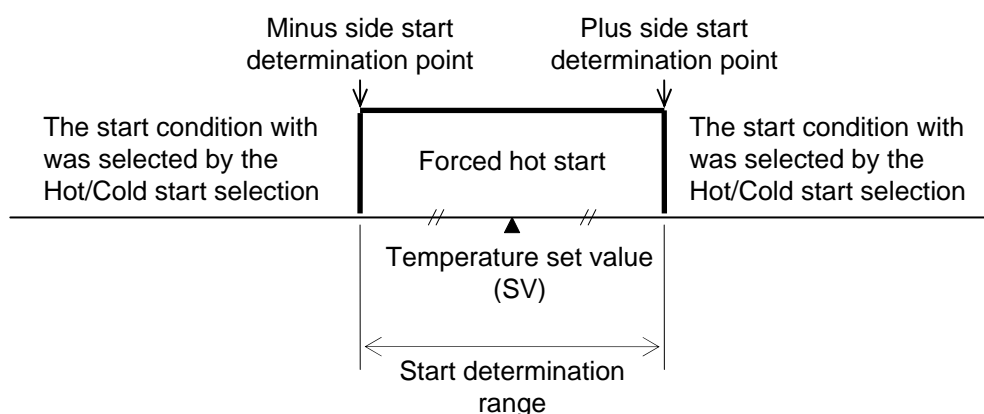 Minus side start
determination point
Plus side start
determination point
The start condition with
was selected by the
Hot/Cold start selection
Forced hot start
The start condition with
was selected by the
Hot/Cold start selection
Temperature set value
(SV)
Start determination
range